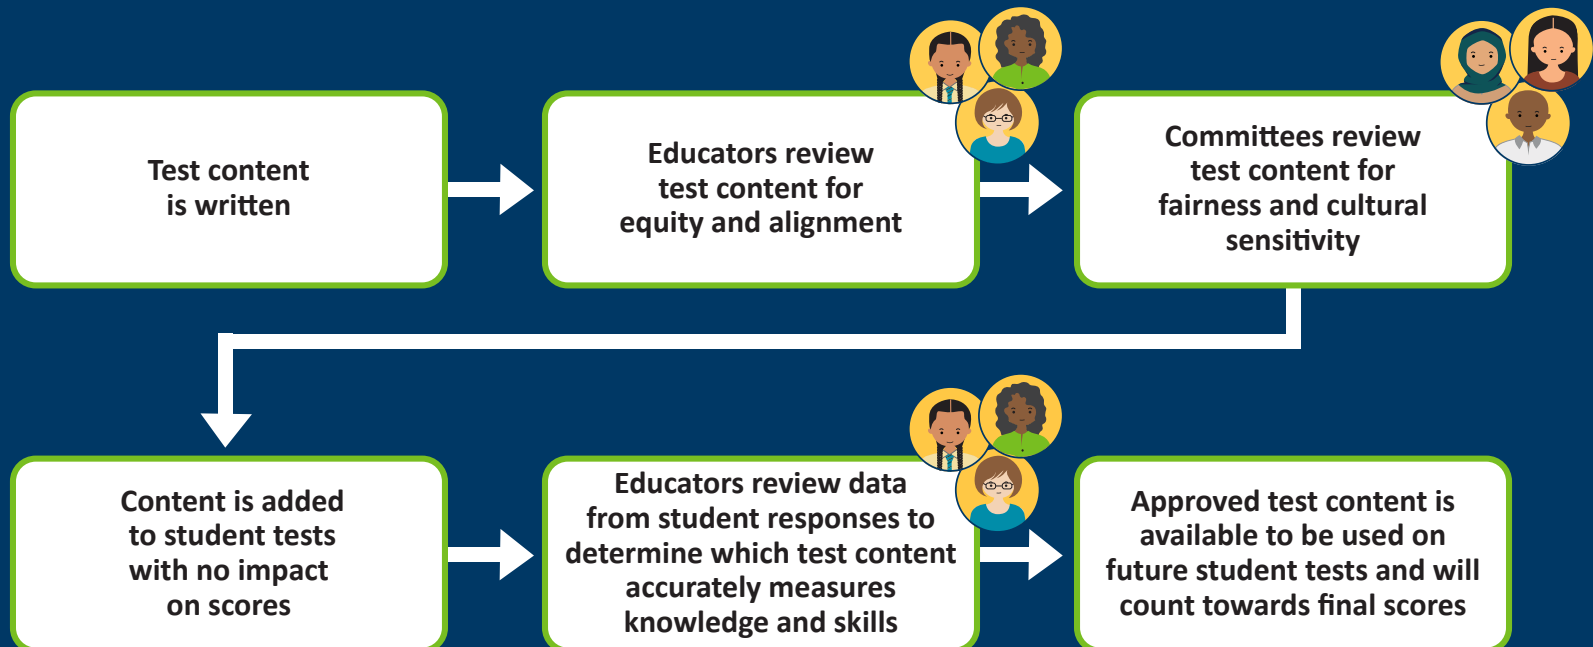 Test content
is written
Educators review
test content for
equity and alignment
Committees review
test content for
fairness and cultural
sensitivity
Content is added
to student tests
with no impact
on scores
Educators review data
from student responses to
determine which test content
accurately measures
knowledge and skills
Approved test content is
available to be used on
future student tests and will
count towards final scores